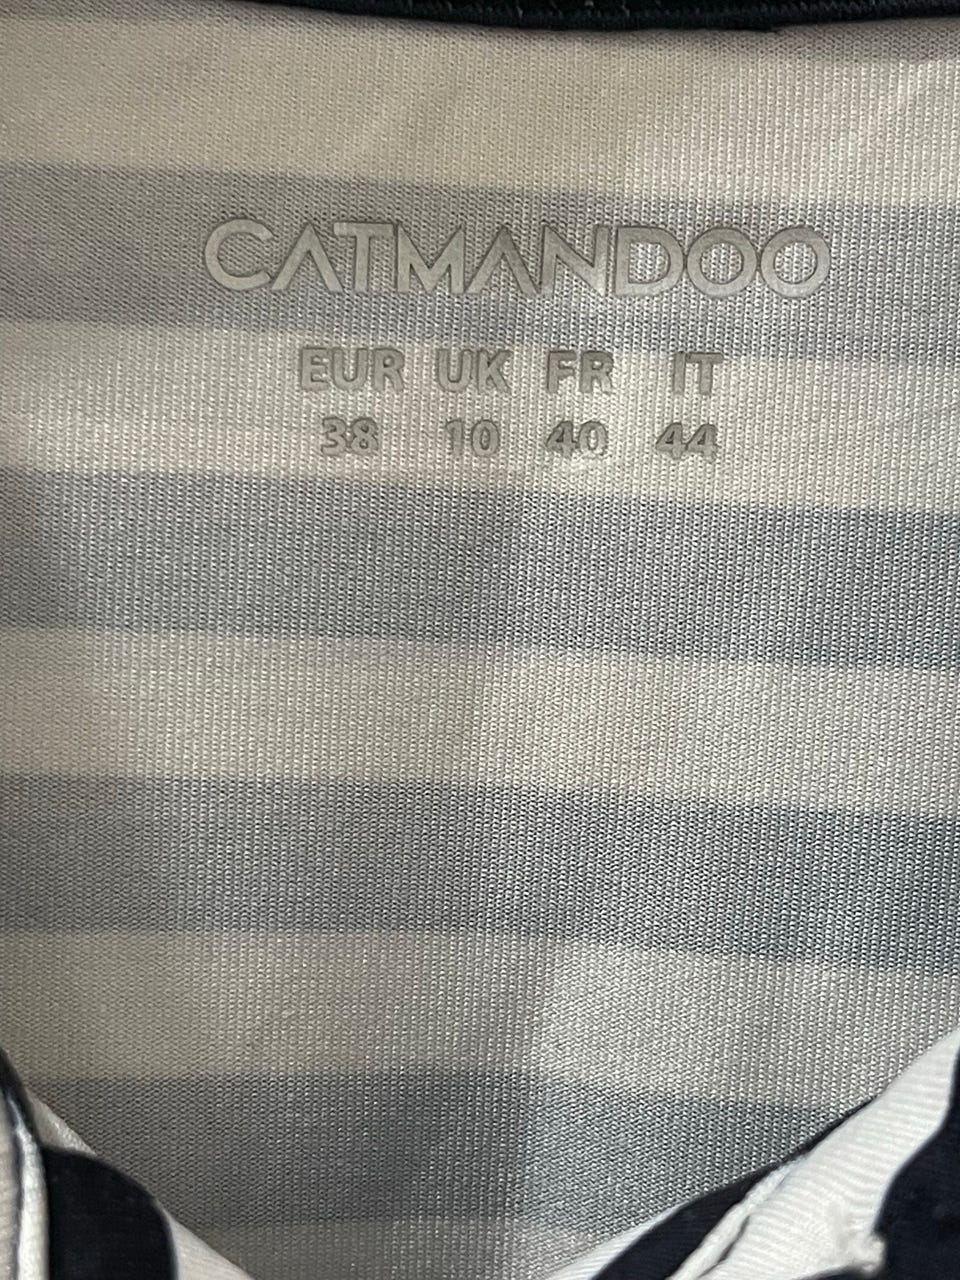 CATMANDOO
EUR UK FR IT
38 10 40 44